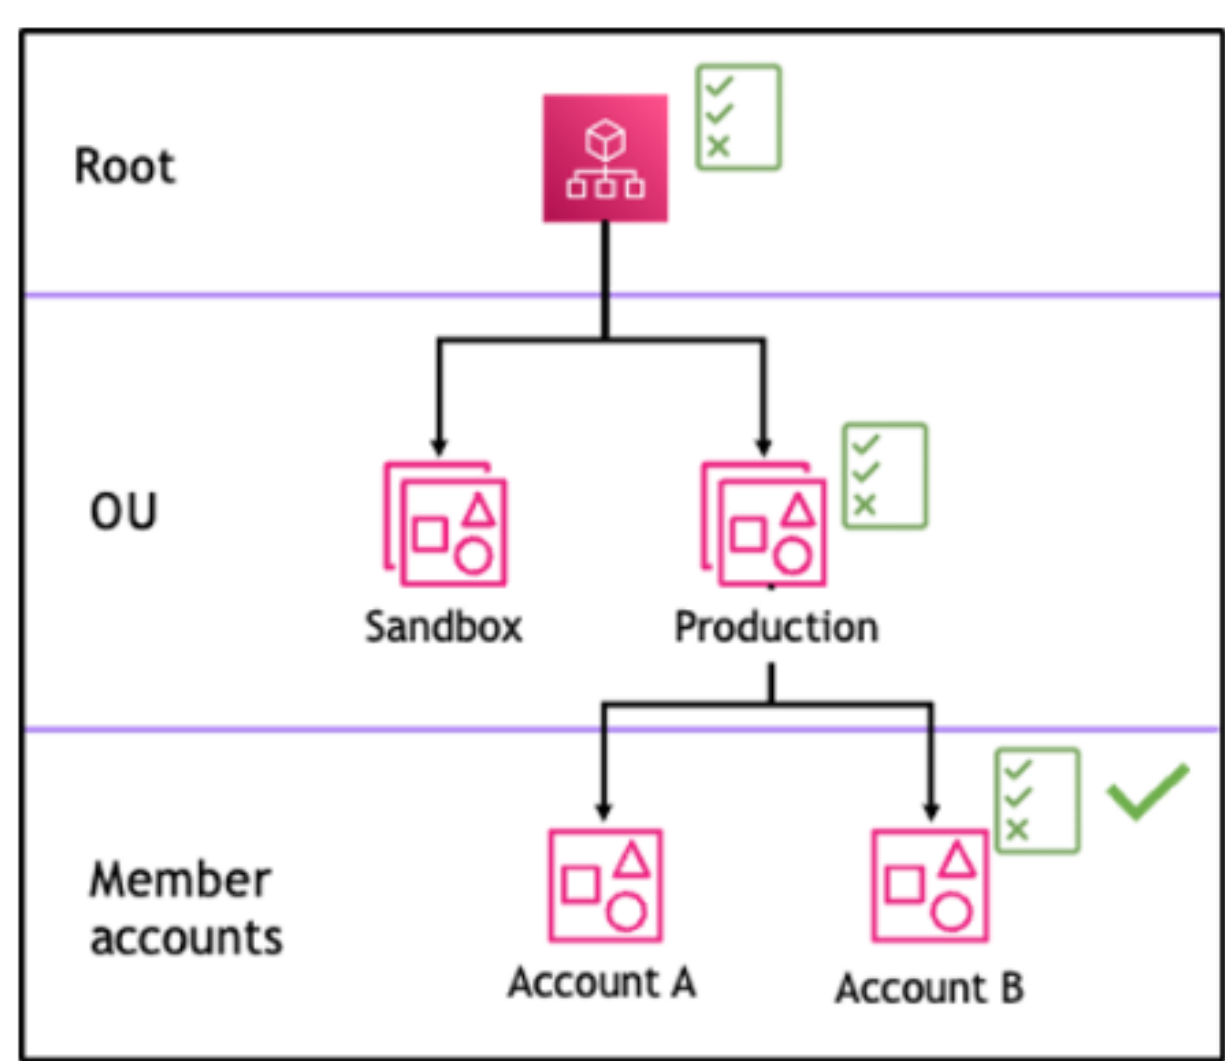 Root
OU
Sandbox
Production
Member
accounts
Account A
Account B